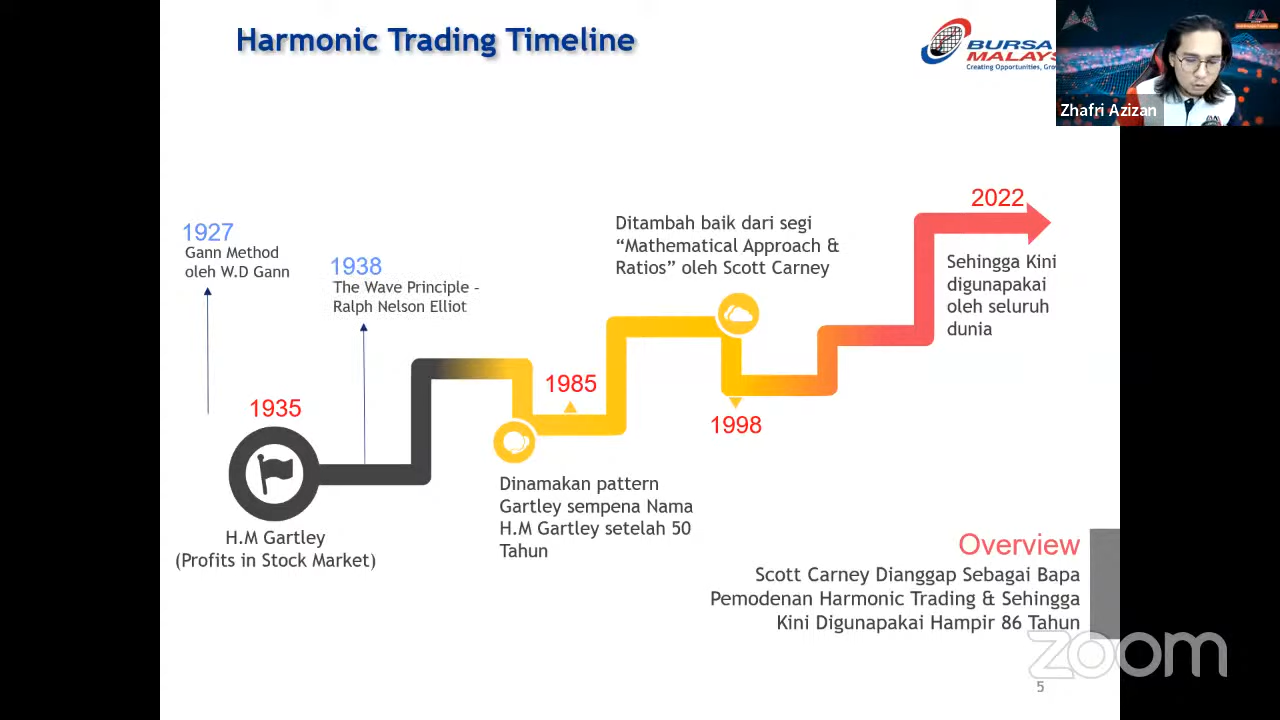 Harmonic Trading Timeline
BURSA
MALAYS
Creating Opportunities, Grow
Zhafri Azizan
1927
Gann Method
oleh W.D Gann
1938
The Wave Principle –
Ralph Nelson Elliot
1935
H.M Gartley
(Profits in Stock Market)
1985
Dinamakan pattern
Gartley sempena Nama
H.M Gartley setelah 50
Tahun
Ditambah baik dari segi
“Mathematical Approach &
Ratios” oleh Scott Carney
1998
2022
Sehingga Kini
digunapakai
oleh seluruh
dunia
Overview
Scott Carney Dianggap Sebagai Bapa
Pemodenan Harmonic Trading & Sehingga
Kini Digunapakai Hampir 86 Tahun
zoom
5